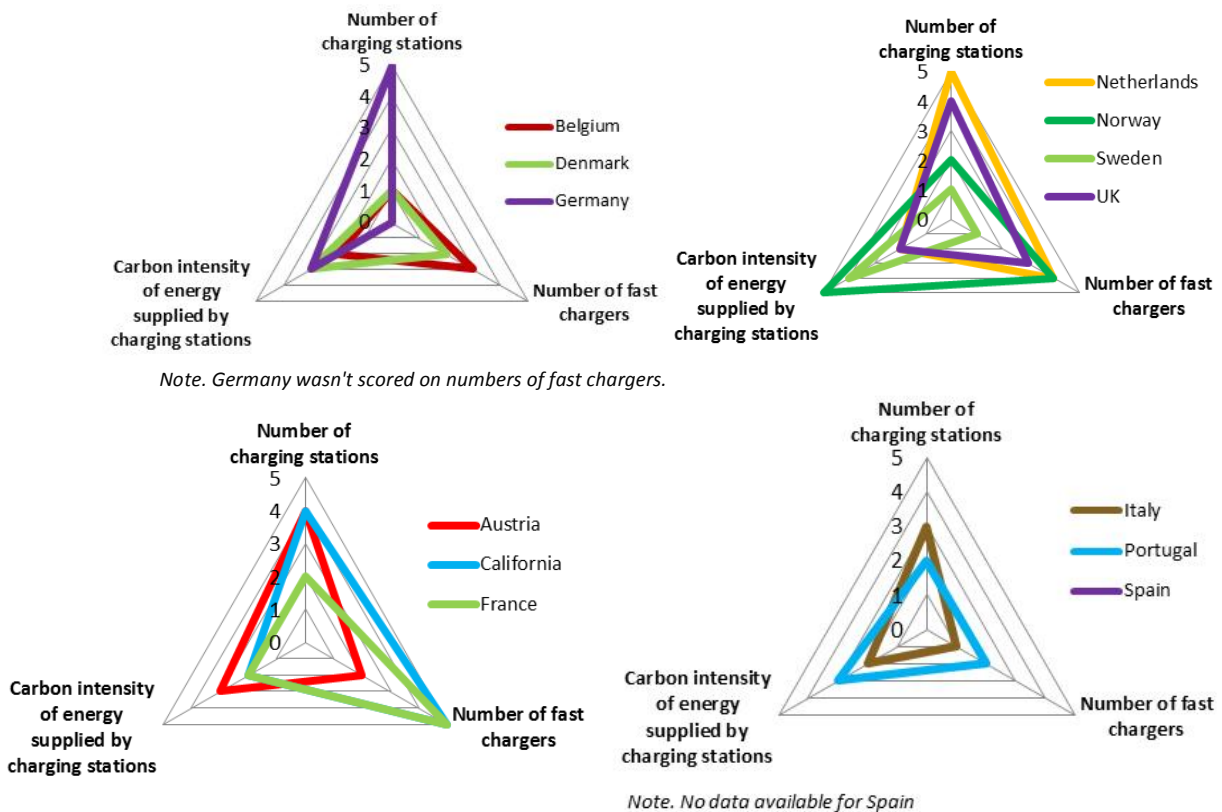 Number of
charging stations
5
4
3
2
1
0
Carbon intensity
of energy
supplied by
charging stations
Number of fast
chargers
Belgium
Denmark
Germany
Note. Germany wasn't scored on numbers of fast chargers.
Number of
charging stations
5
4
3
2
1
0
Carbon intensity
of energy
supplied by
charging stations
Number of fast
chargers
Netherlands
Norway
Sweden
UK
Number of
charging stations
5
4
3
2
1
0
Carbon intensity
of energy
supplied by
charging stations
Number of fast
chargers
Austria
California
France
Number of
charging stations
5
4
3
2
1
0
Carbon intensity
of energy
supplied by
charging stations
Number of fast
chargers
Italy
Portugal
Spain
Note. No data available for Spain